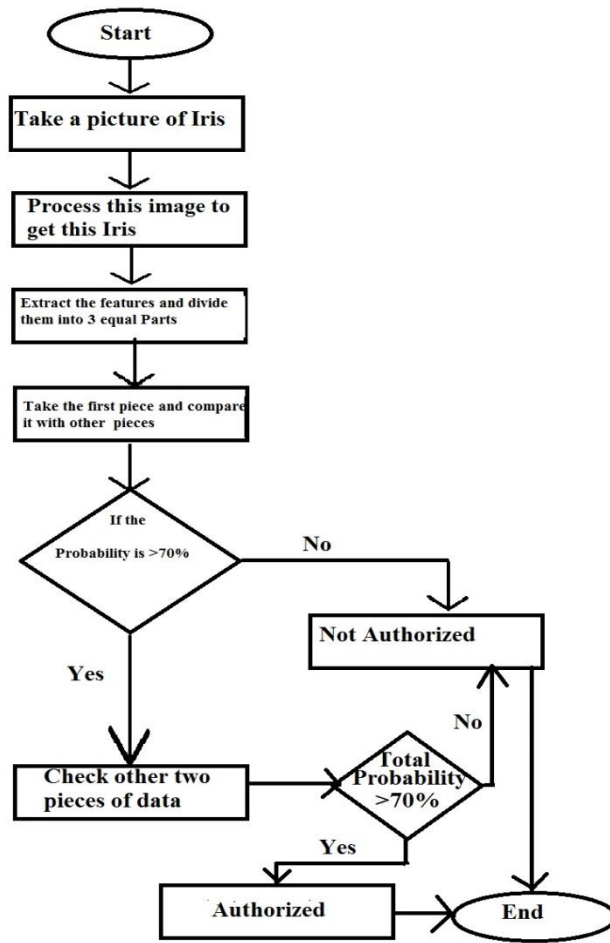 Start
Take a picture of Iris
Process this image to
get this Iris
Extract the features and divide
them into 3 equal Parts
Take the first piece and compare
it with other pieces
If the
Probability is >70%
No
Not Authorized
Yes
No
Check other two
pieces of data
Total
Probability
>70%
Yes
Authorized
End